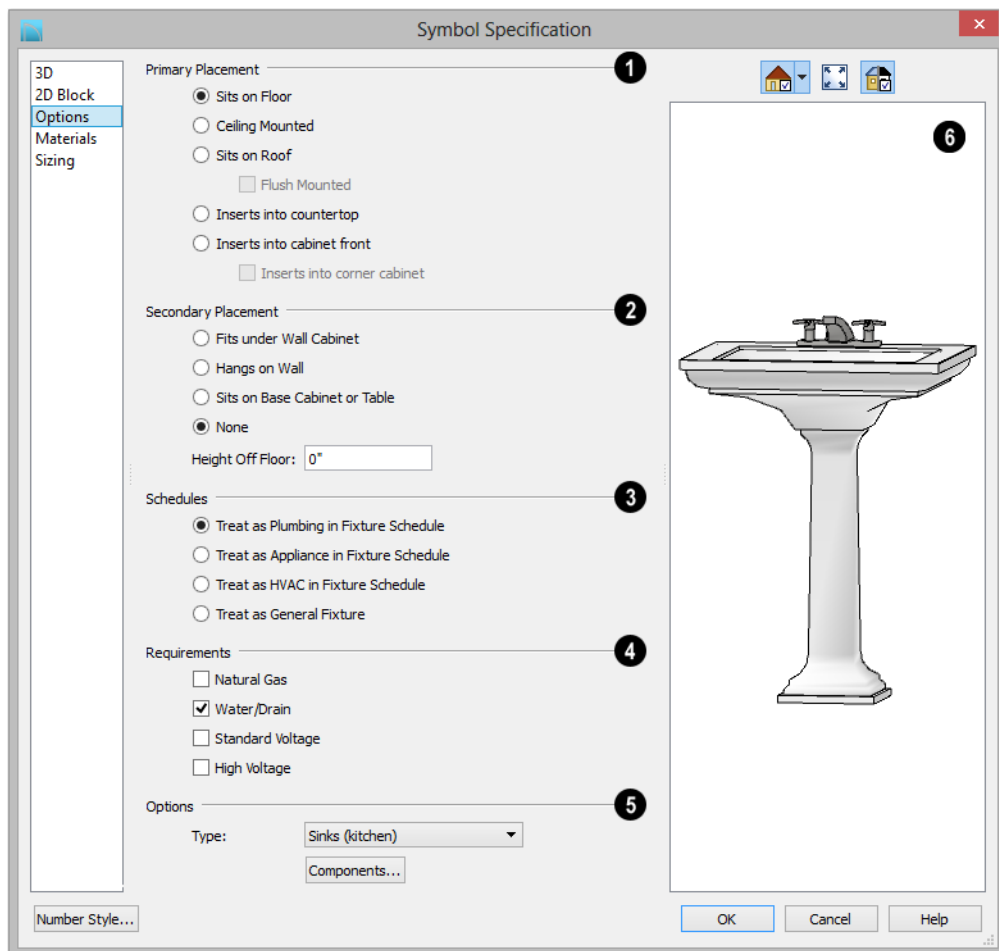 Symbol Specification
3D
2D Block
Options
Materials
Sizing
Primary Placement
1
Sits on Floor
Ceiling Mounted
Sits on Roof
Flush Mounted
Inserts into countertop
Inserts into cabinet front
Inserts into corner cabinet
Secondary Placement
2
Fits under Wall Cabinet
Hangs on Wall
Sits on Base Cabinet or Table
None
Height Off Floor: 0"
Schedules
3
Treat as Plumbing in Fixture Schedule
Treat as Appliance in Fixture Schedule
Treat as HVAC in Fixture Schedule
Treat as General Fixture
Requirements
4
Natural Gas
Water/Drain
Standard Voltage
High Voltage
Options
5
Type: Sinks (kitchen)
Components...
6
Number Style...
OK
Cancel
Help